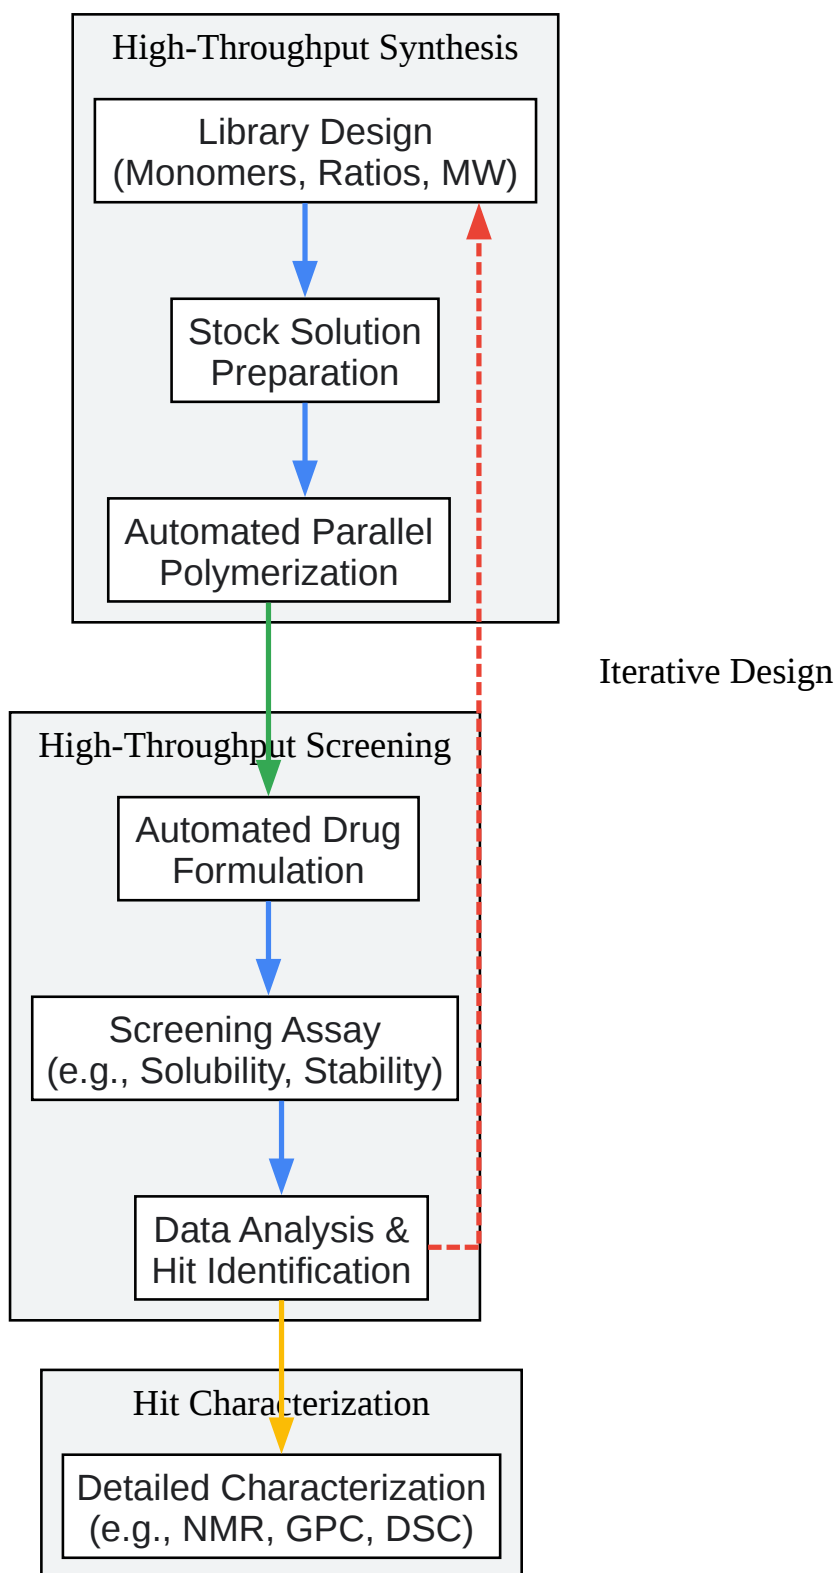 High-Throughput Synthesis
Library Design
(Monomers, Ratios, MW)
Stock Solution
Preparation
Automated Parallel
Polymerization
Iterative Design
High-Throughput Screening
Automated Drug
Formulation
Screening Assay
(e.g., Solubility, Stability)
Data Analysis &
Hit Identification
Hit Characterization
Detailed Characterization
(e.g., NMR, GPC, DSC)